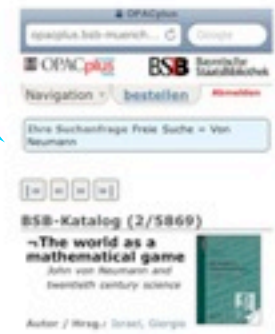 OPACplus
opacplus.bsb-muench...
Google
OPACplus
BSB Bayerische Staatsbibliothek
Navigation
bestellen
Abmelden
Ihre Suchanfrage Freie Suche = Von
Neumann
BSB-Katalog (2/5869)
¬The world as a
mathematical game
John von Neumann and
twentieth century science
Autor / Hrsg.: Israel, Giorgio